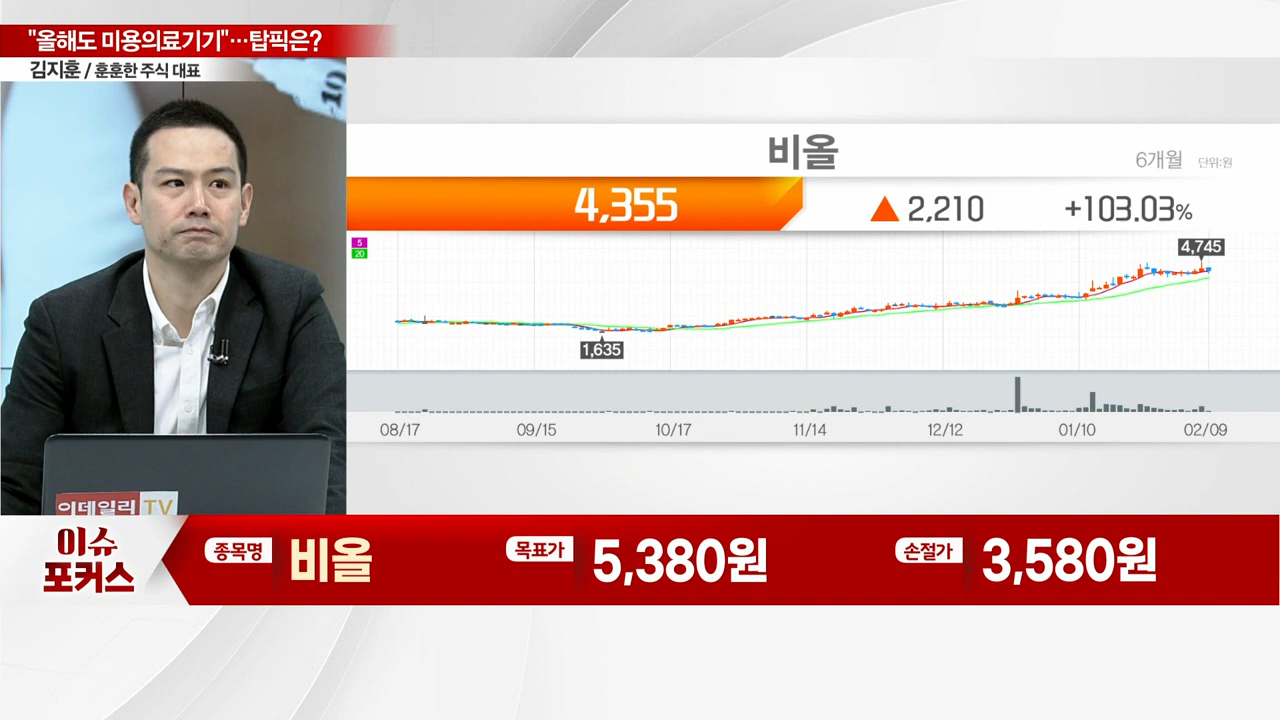 "올해도 미용의료기기"…탑픽은?
김지훈 / 훈훈한 주식 대표
10
비올
6개월 단위:원
4,355 ▲ 2,210 +103.03%
5
20
4,745
1,635
08/17 09/15 10/17 11/14 12/12 01/10 02/09
이데일리 TV
이슈
포커스
종목명 비올 목표가 5,380원 손절가 3,580원